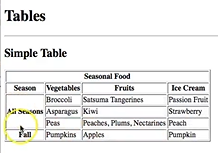 Tables
Simple Table
Seasonal Food
Season Vegetables Fruits Ice Cream
All Seasons Broccoli Satsuma Tangerines Passion Fruit
Asparagus Kiwi Strawberry
Peas Peaches, Plums, Nectarines Peach
Fall Pumpkins Apples Pumpkin